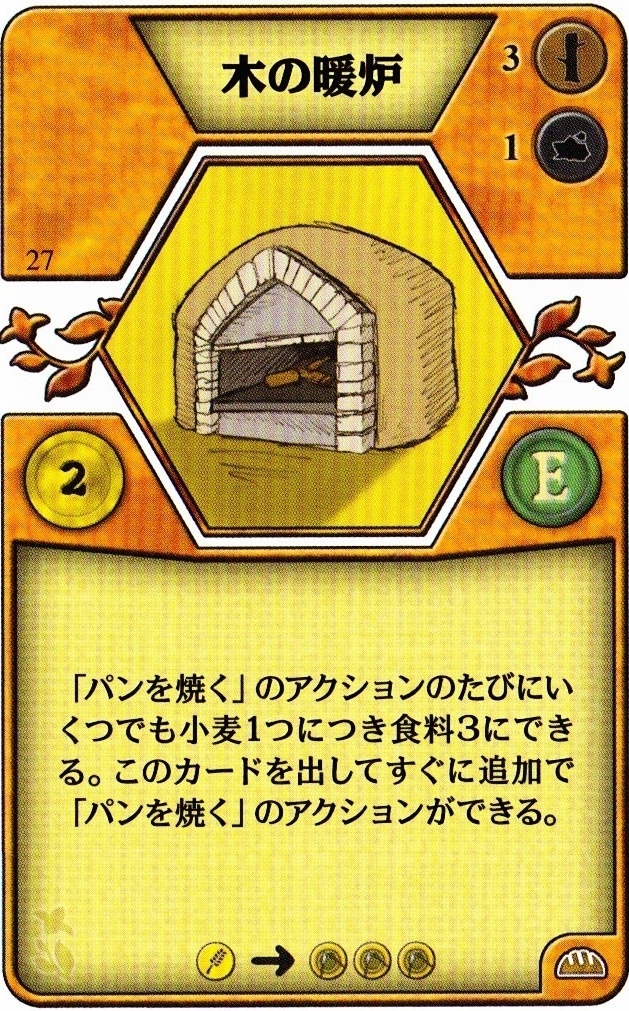 木の暖炉
3
1
27
2
E
「パンを焼く」のアクションのたびにい
くつでも小麦1つにつき食料3にでき
る。このカードを出してすぐに追加で
「パンを焼く」のアクションができる。